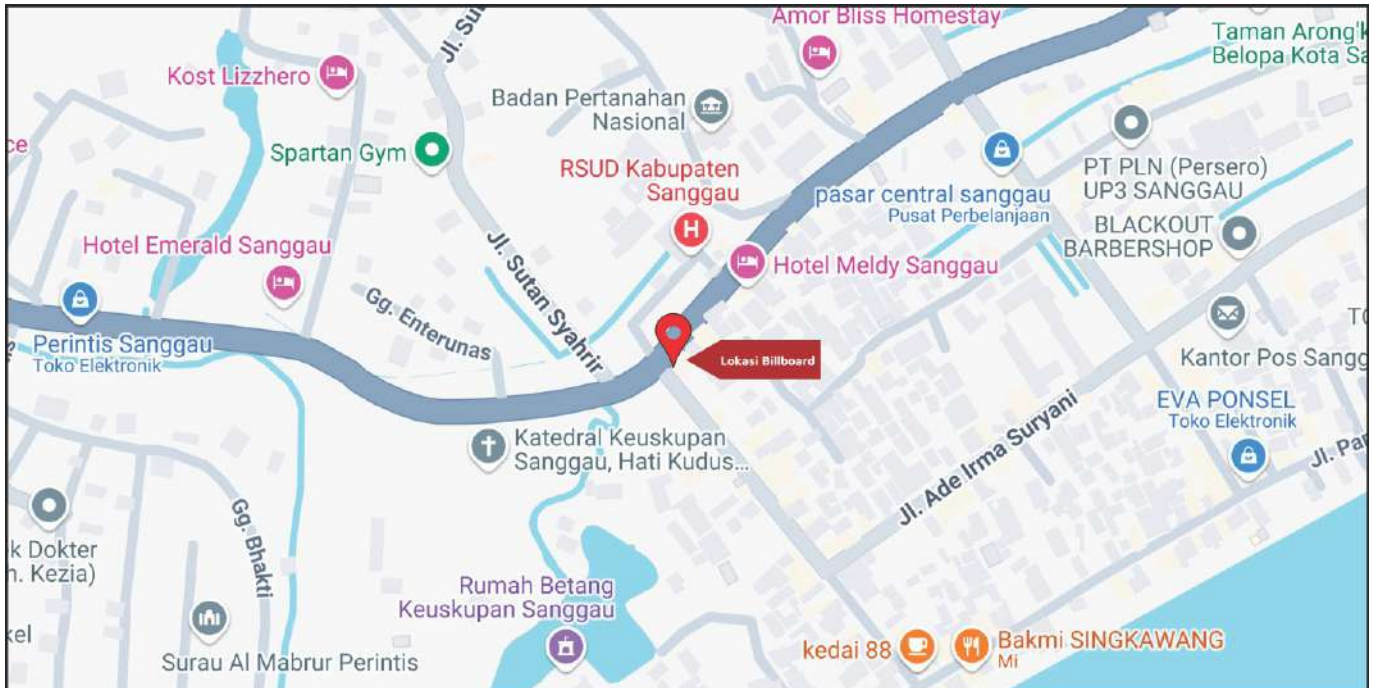 Amor Bliss Homestay
Taman Arong'k
Belopa Kota Sa
Jl. Su
Kost Lizzhero
Badan Pertanahan
Nasional
ce
Spartan Gym
RSUD Kabupaten
Sanggau
H
pasar central sanggau
Pusat Perbelanjaan
PT PLN (Persero)
UP3 SANGGAU
BLACKOUT
BARBERSHOP
Hotel Emerald Sanggau
Jl. Sutan Syahrir
Hotel Meldy Sanggau
Gg. Enterunas
Perintis Sanggau
Toko Elektronik
Lokasi Billboard
Kantor Pos Sangg
EVA PONSEL
Toko Elektronik
Katedral Keuskupan
Sanggau, Hati Kudus...
Jl. Ade Irma Suryani
Jl. Pa
Gg. Bhakti
k Dokter
n. Kezia)
Rumah Betang
Keuskupan Sanggau
kel
Surau Al Mabrur Perintis
kedai 88
Bakmi SINGKAWANG
Mi